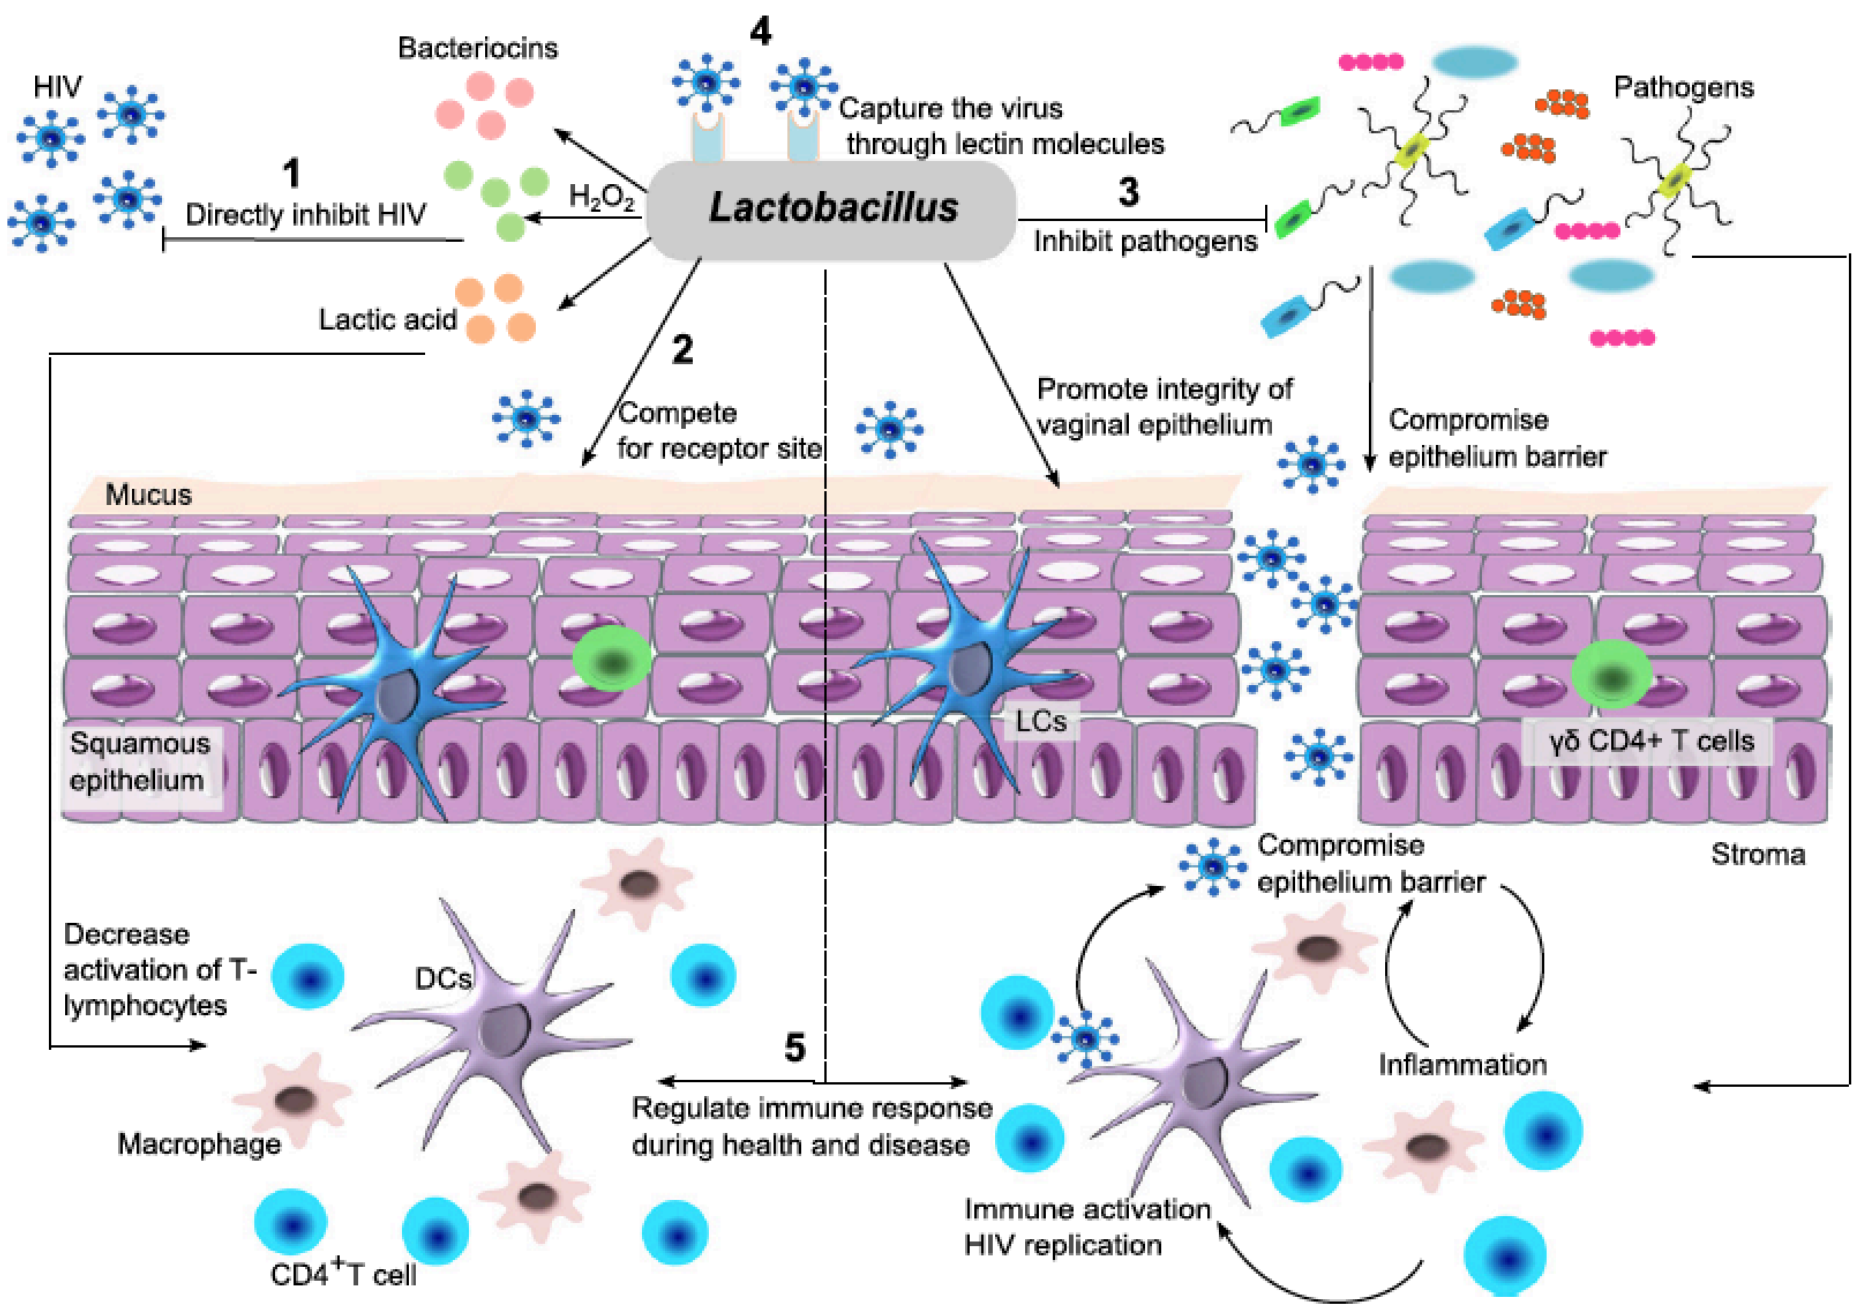 4
Bacteriocins
HIV
Pathogens
Capture the virus
through lectin molecules
1
Directly inhibit HIV
H₂O₂
Lactobacillus
3
Inhibit pathogens
Lactic acid
2
Compete
for receptor site
Promote integrity of
vaginal epithelium
Compromise
epithelium barrier
Mucus
LCs
Squamous
epithelium
γδ CD4+ T cells
Stroma
Compromise
epithelium barrier
Decrease
activation of T-
lymphocytes
DCs
5
Regulate immune response
during health and disease
Inflammation
Macrophage
Immune activation
HIV replication
CD4⁺T cell